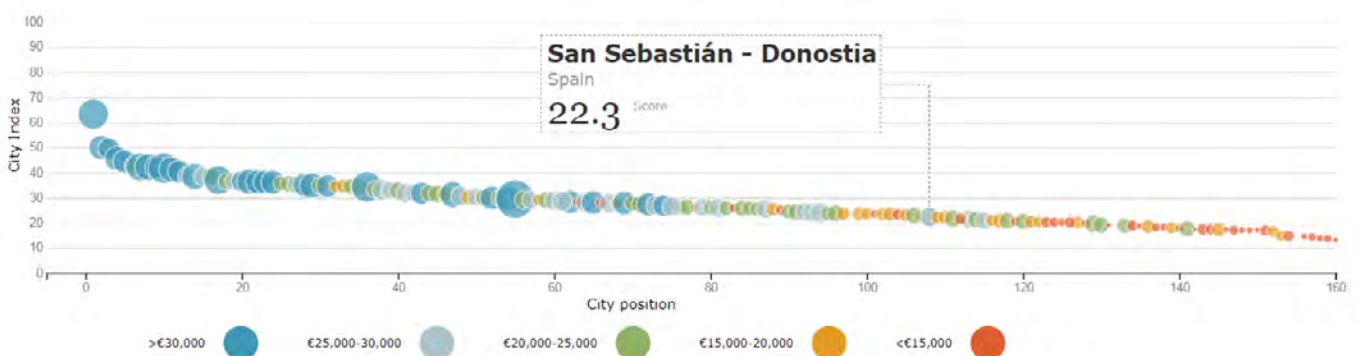 100
90
80
70
60
50
40
30
20
10
0
City Index
San Sebastián - Donostia
Spain
22.3 Score
0 20 40 60 80 100 120 140 160
City position
>€30,000 €25,000-30,000 €20,000-25,000 €15,000-20,000 <€15,000